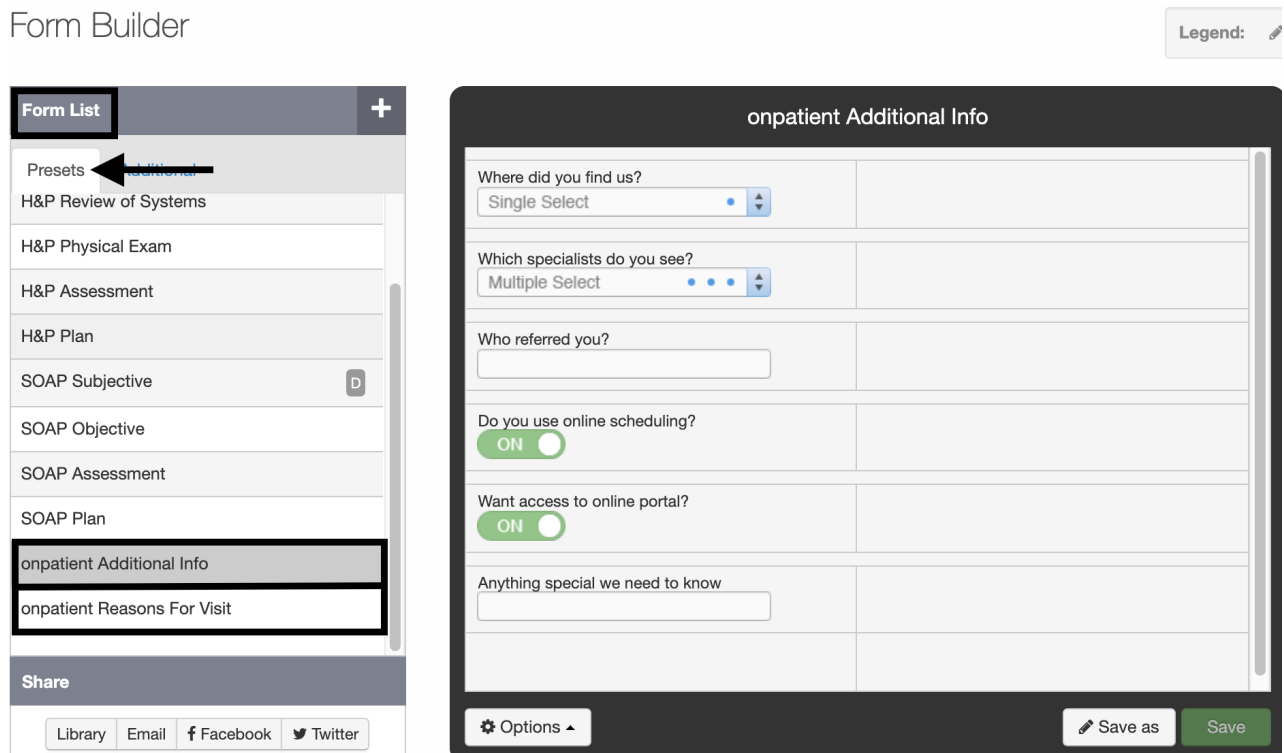 Form Builder
Legend:
Form List
+
Presets
Additional
H&P Review of Systems
H&P Physical Exam
H&P Assessment
H&P Plan
SOAP Subjective
D
SOAP Objective
SOAP Assessment
SOAP Plan
onpatient Additional Info
onpatient Reasons For Visit
Share
Library
Email
Facebook
Twitter
onpatient Additional Info
Where did you find us?
Single Select
Which specialists do you see?
Multiple Select
Who referred you?
Do you use online scheduling?
ON
Want access to online portal?
ON
Anything special we need to know
Options
Save as
Save